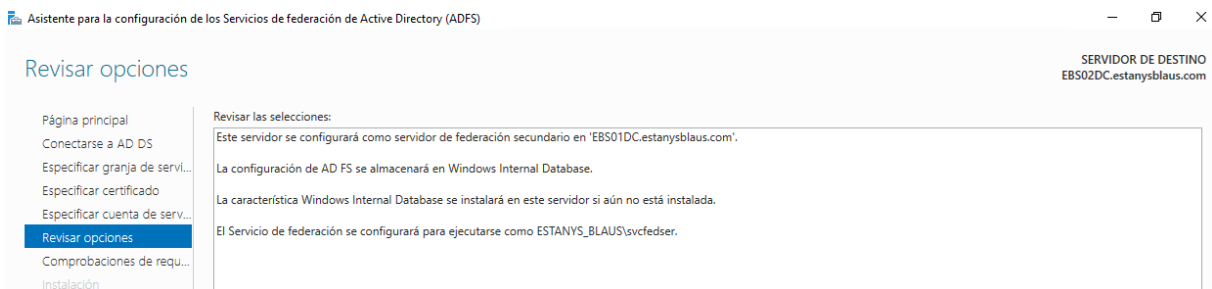 Asistente para la configuración de los Servicios de federación de Active Directory (ADFS)
Revisar opciones
SERVIDOR DE DESTINO
EBS02DC.estanysblaus.com
Página principal
Conectarse a AD DS
Especificar granja de servi...
Especificar certificado
Especificar cuenta de serv...
Revisar opciones
Comprobaciones de requ...
Instalación
Revisar las selecciones:
Este servidor se configurará como servidor de federación secundario en 'EBS01DC.estanysblaus.com'.
La configuración de AD FS se almacenará en Windows Internal Database.
La característica Windows Internal Database se instalará en este servidor si aún no está instalada.
El Servicio de federación se configurará para ejecutarse como ESTANYS_BLAUS\svcfedser.